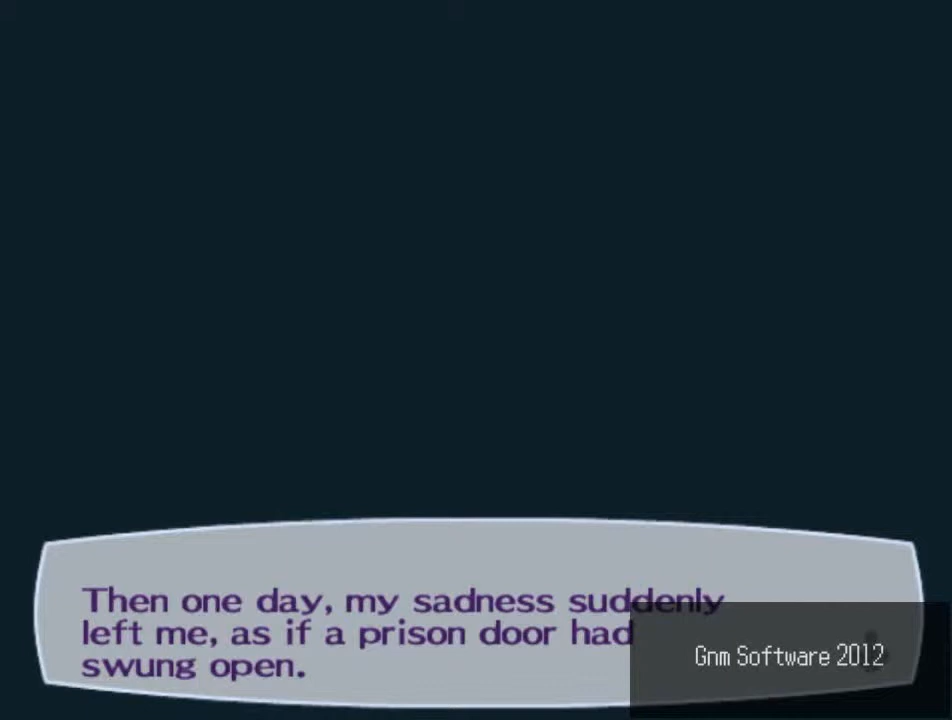 Then one day, my sadness suddenly
left me, as if a prison door had
swung open.
Gnm Software 2012